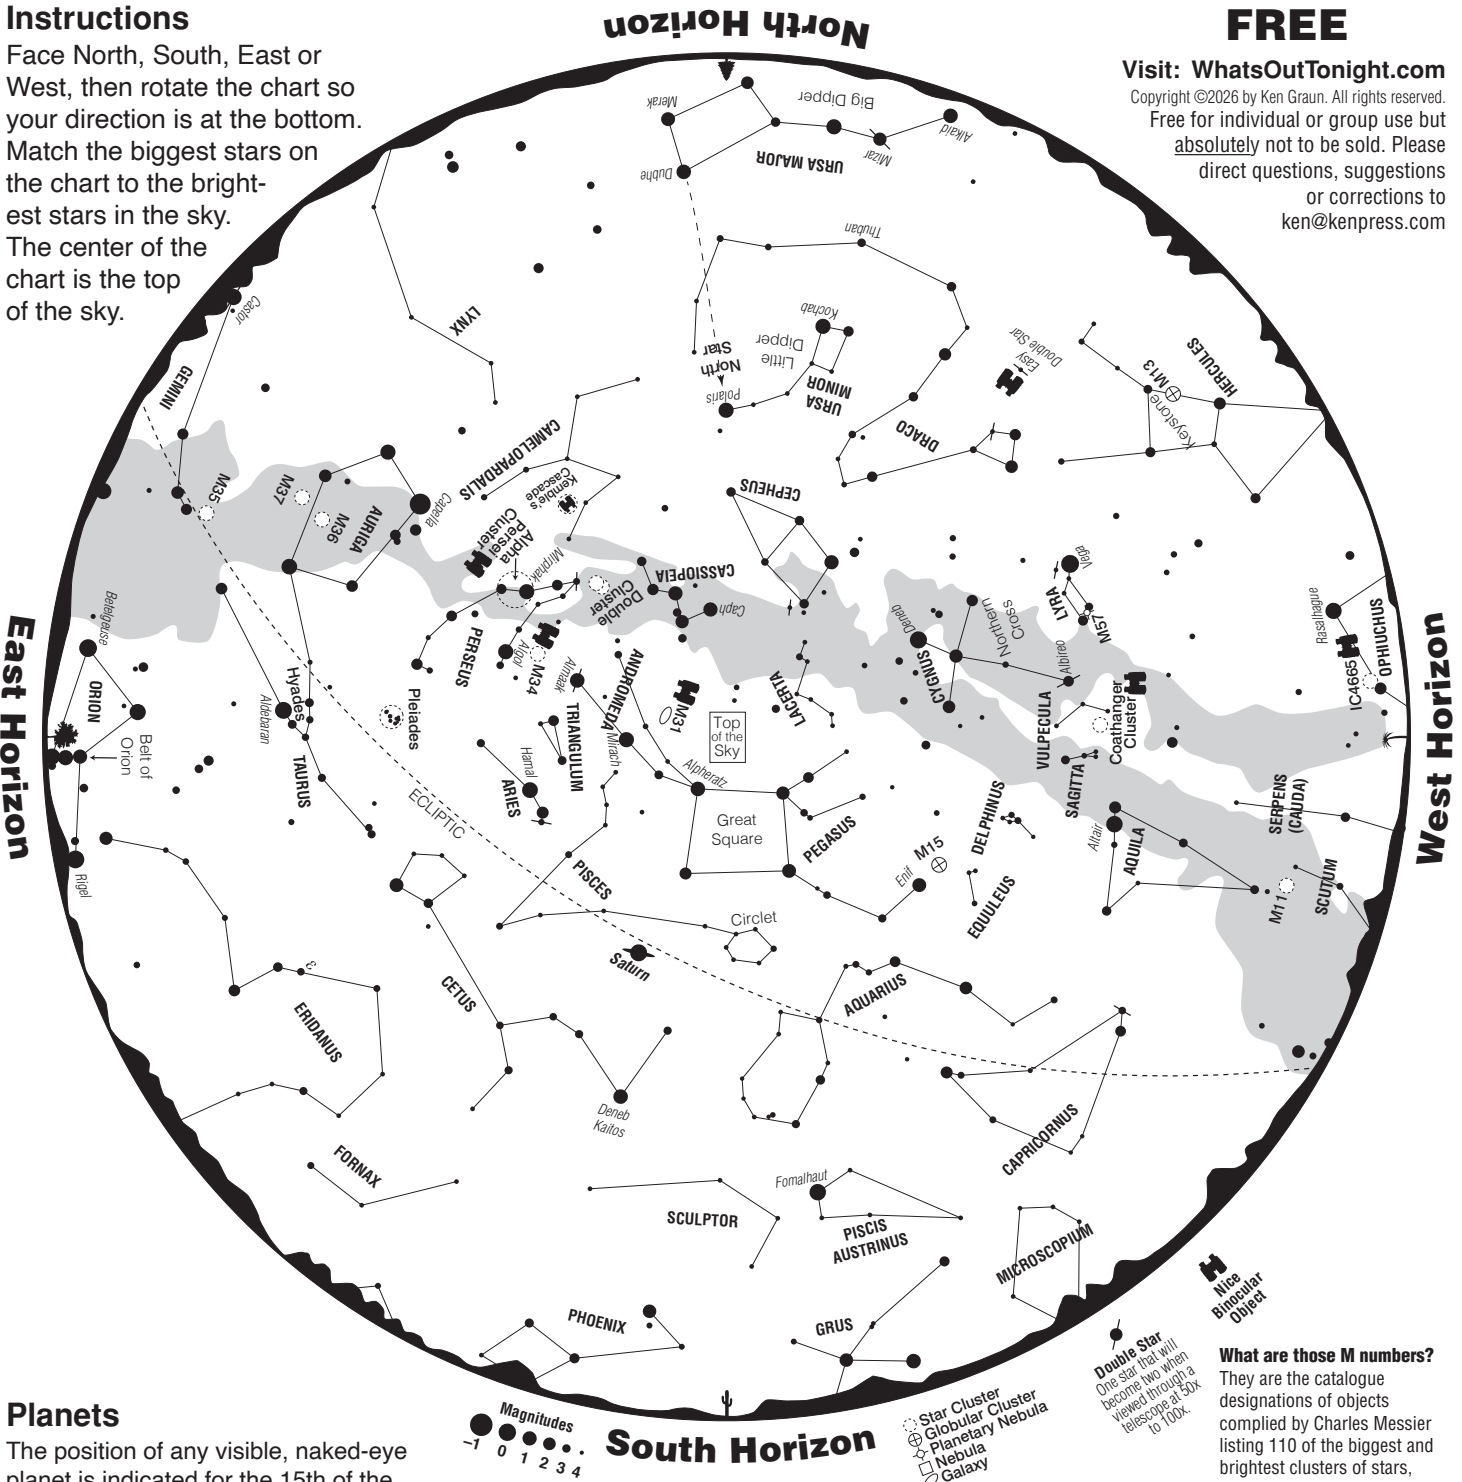 Instructions
Face North, South, East or
West, then rotate the chart so
your direction is at the bottom.
Match the biggest stars on
the chart to the bright-
est stars in the sky.
The center of the
chart is the top
of the sky.
North Horizon
FREE
Visit: WhatsOutTonight.com
Copyright ©2026 by Ken Graun. All rights reserved.
Free for individual or group use but
absolutely not to be sold. Please
direct questions, suggestions
or corrections to
ken@kenpress.com
Merak
Big Dipper
Alkaid
Mizar
URSA MAJOR
Dubhe
Thuban
Castor
LYNX
Kochab
Little
Dipper
North
Star
Polaris
URSA
MINOR
Easy
Double Star
HERCULES
M13
Keystone
GEMINI
DRACO
CAMELOPARDALIS
Kemble's
Cascade
CEPHEUS
M35
M37
M36
AURIGA
Capella
Alpha
Persei
Cluster
Mirphak
Double
Cluster
CASSIOPEIA
Caph
Vega
LYRA
M57
Deneb
Northern
Cross
CYGNUS
Albireo
Rasalhague
OPHIUCHUS
IC4665
Betelgeuse
ORION
Belt of
Orion
Rigel
East Horizon
West Horizon
Hyades
Aldebaran
TAURUS
Pleiades
PERSEUS
Algol
M34
Almaak
TRIANGULUM
ANDROMEDA
Mirach
M31
Top
of the
Sky
LACERTA
VULPECULA
Coathanger
Cluster
SAGITTA
Hamal
ARIES
Alpheratz
Great
Square
PEGASUS
Enif
M15
DELPHINUS
EQUULEUS
Altair
AQUILA
SERPENS
(CAUDA)
SCUTUM
M11
ECLIPTIC
PISCES
Circlet
Saturn
AQUARIUS
CETUS
ε
ERIDANUS
Deneb
Kaitos
CAPRICORNUS
FORNAX
SCULPTOR
Fomalhaut
PISCIS
AUSTRINUS
MICROSCOPIUM
PHOENIX
GRUS
Nice
Binocular
Object
Double Star
One star that will
become two when
viewed through a
telescope at 50x
to 100x.
What are those M numbers?
They are the catalogue
designations of objects
complied by Charles Messier
listing 110 of the biggest and
brightest clusters of stars,
Planets
The position of any visible, naked-eye
planet is indicated for the 15th of the
Magnitudes
–1 0 1 2 3 4
South Horizon
Star Cluster
Globular Cluster
Planetary Nebula
Nebula
Galaxy